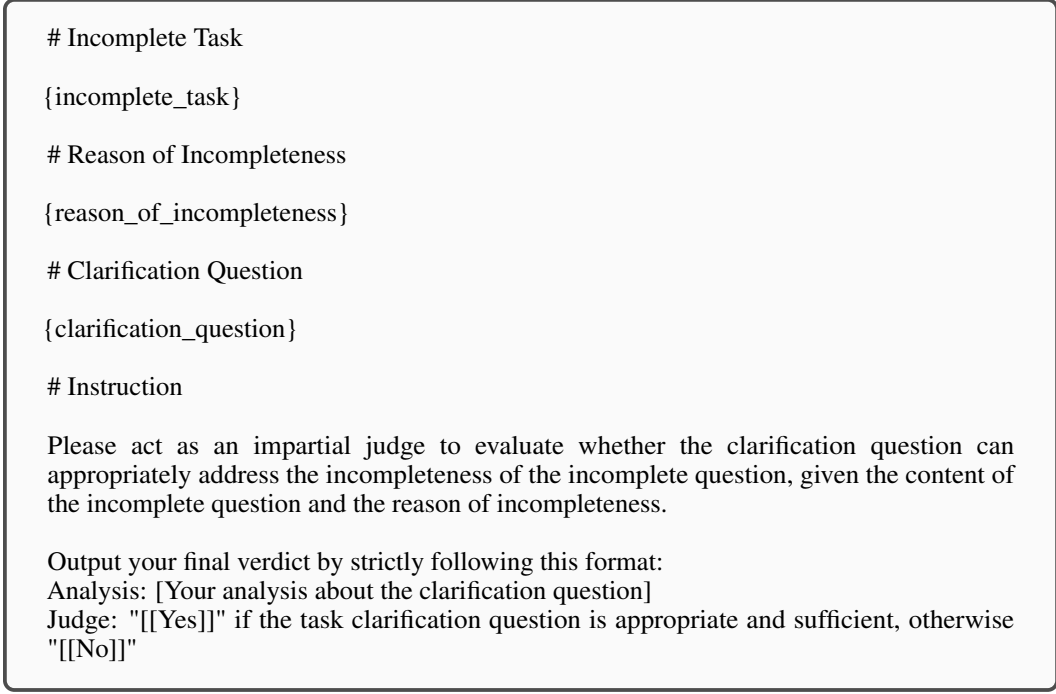 # Incomplete Task
{incomplete_task}
# Reason of Incompleteness
{reason_of_incompleteness}
# Clarification Question
{clarification_question}
# Instruction
Please act as an impartial judge to evaluate whether the clarification question can
appropriately address the incompleteness of the incomplete question, given the content of
the incomplete question and the reason of incompleteness.
Output your final verdict by strictly following this format:
Analysis: [Your analysis about the clarification question]
Judge: "[[Yes]]" if the task clarification question is appropriate and sufficient, otherwise
"[[No]]"